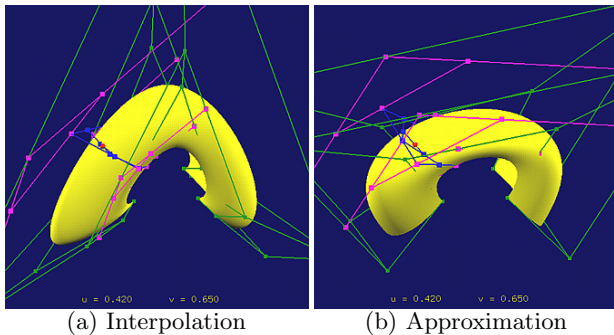 u = 0.420 v = 0.650
u = 0.420 v = 0.650
(a) Interpolation
(b) Approximation